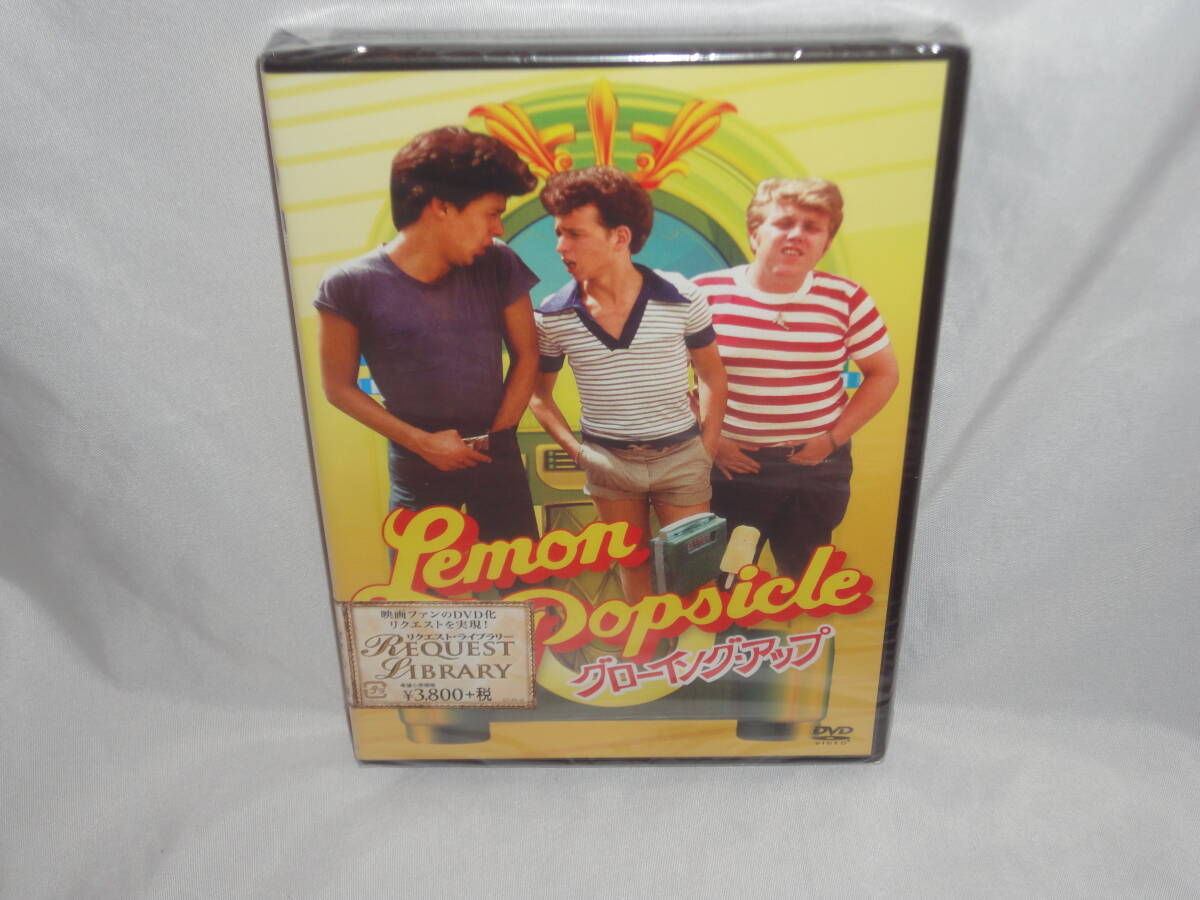 Lemon
Popsicle
グローイング・アップ
映画ファンのDVD化
リクエストを実現!
リクエスト・ライブラリー
REQUEST
LIBRARY
¥3,800+税
DVD
VIDEO